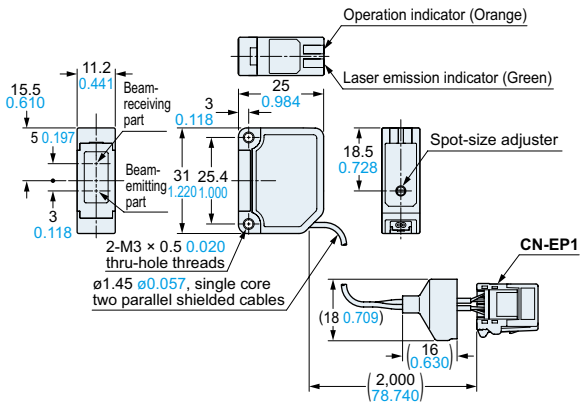 Operation indicator (Orange)
Laser emission indicator (Green)
11.2
0.441
25
0.984
15.5
0.610
Beam-
receiving
part
3
0.118
5 0.197
18.5
0.728
Spot-size adjuster
31
1.220
25.4
1.000
Beam-
emitting
part
3
0.118
2-M3 × 0.5 0.020
thru-hole threads
ø1.45 ø0.057, single core
two parallel shielded cables
CN-EP1
(18 0.709)
16
(0.630)
(2,000
78.740)